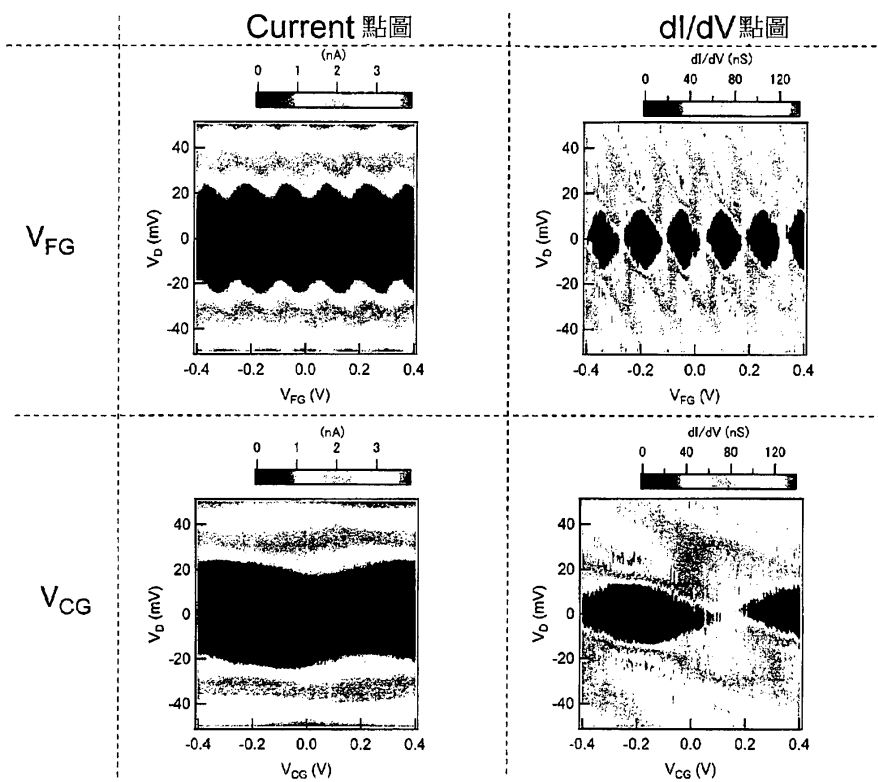 Current 點圖
dI/dV點圖
(nA)
0 1 2 3
dI/dV (nS)
0 40 80 120
V_FG
V_D (mV)
40
20
0
-20
-40
-0.4 -0.2 0.0 0.2 0.4
V_FG (V)
V_D (mV)
40
20
0
-20
-40
-0.4 -0.2 0.0 0.2 0.4
V_FG (V)
(nA)
0 1 2 3
dI/dV (nS)
0 40 80 120
V_CG
V_D (mV)
40
20
0
-20
-40
-0.4 -0.2 0.0 0.2 0.4
V_CG (V)
V_D (mV)
40
20
0
-20
-40
-0.4 -0.2 0.0 0.2 0.4
V_CG (V)